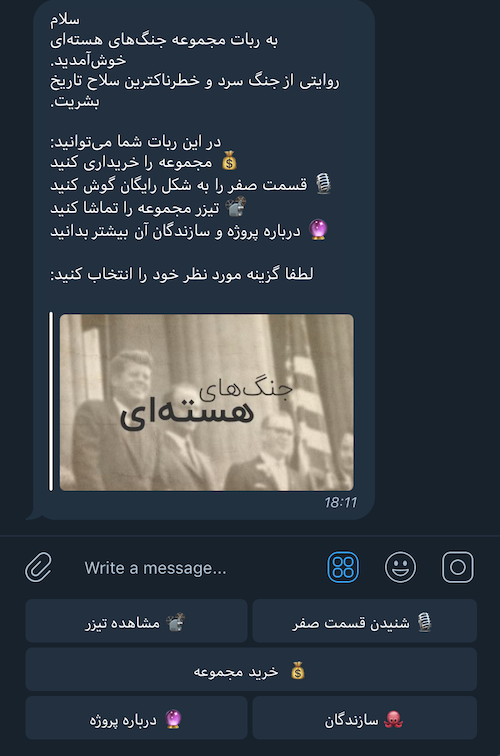 سلام
به ربات مجموعه جنگ‌های هسته‌ای
خوش‌آمدید.
روایتی از جنگ سرد و خطرناکترین سلاح تاریخ
بشریت.
در این ربات شما می‌توانید:
💰 مجموعه را خریداری کنید
🎙 قسمت صفر را به شکل رایگان گوش کنید
📽 تیزر مجموعه را تماشا کنید
🔮 درباره پروژه و سازندگان آن بیشتر بدانید
لطفا گزینه مورد نظر خود را انتخاب کنید:
جنگ‌های
هسته‌ای
18:11
Write a message...
🎙 شنیدن قسمت صفر
📽 مشاهده تیزر
💰 خرید مجموعه
🐙 سازندگان
🔮 درباره پروژه